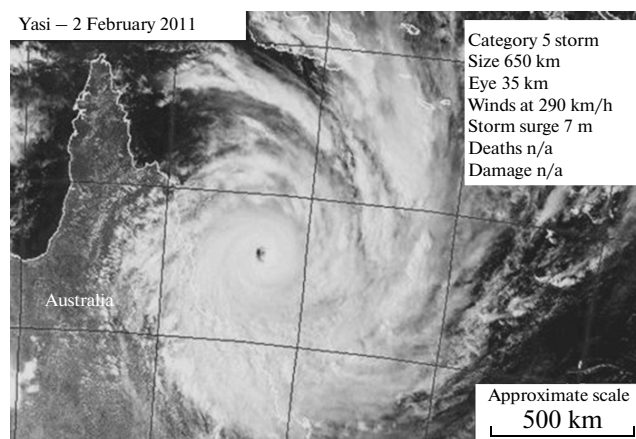 Yasi – 2 February 2011
Category 5 storm
Size 650 km
Eye 35 km
Winds at 290 km/h
Storm surge 7 m
Deaths n/a
Damage n/a
Australia
Approximate scale
500 km